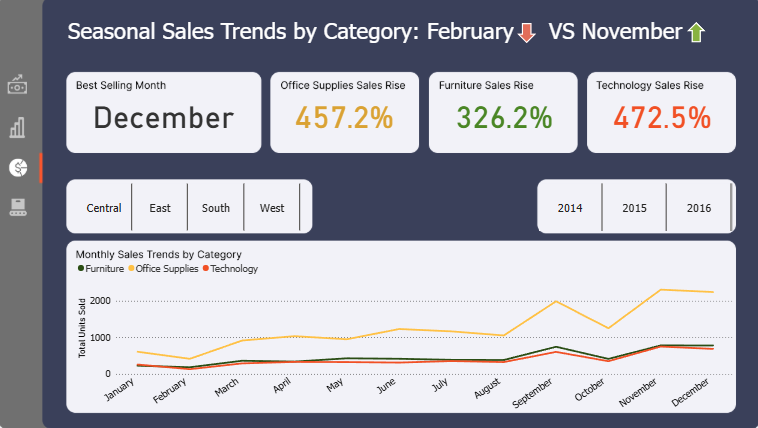 Seasonal Sales Trends by Category: February VS November
Best Selling Month
December
Office Supplies Sales Rise
457.2%
Furniture Sales Rise
326.2%
Technology Sales Rise
472.5%
Central East South West
2014 2015 2016
Monthly Sales Trends by Category
Furniture Office Supplies Technology
Total Units Sold
2000
1000
0
January February March April May June July August September October November December